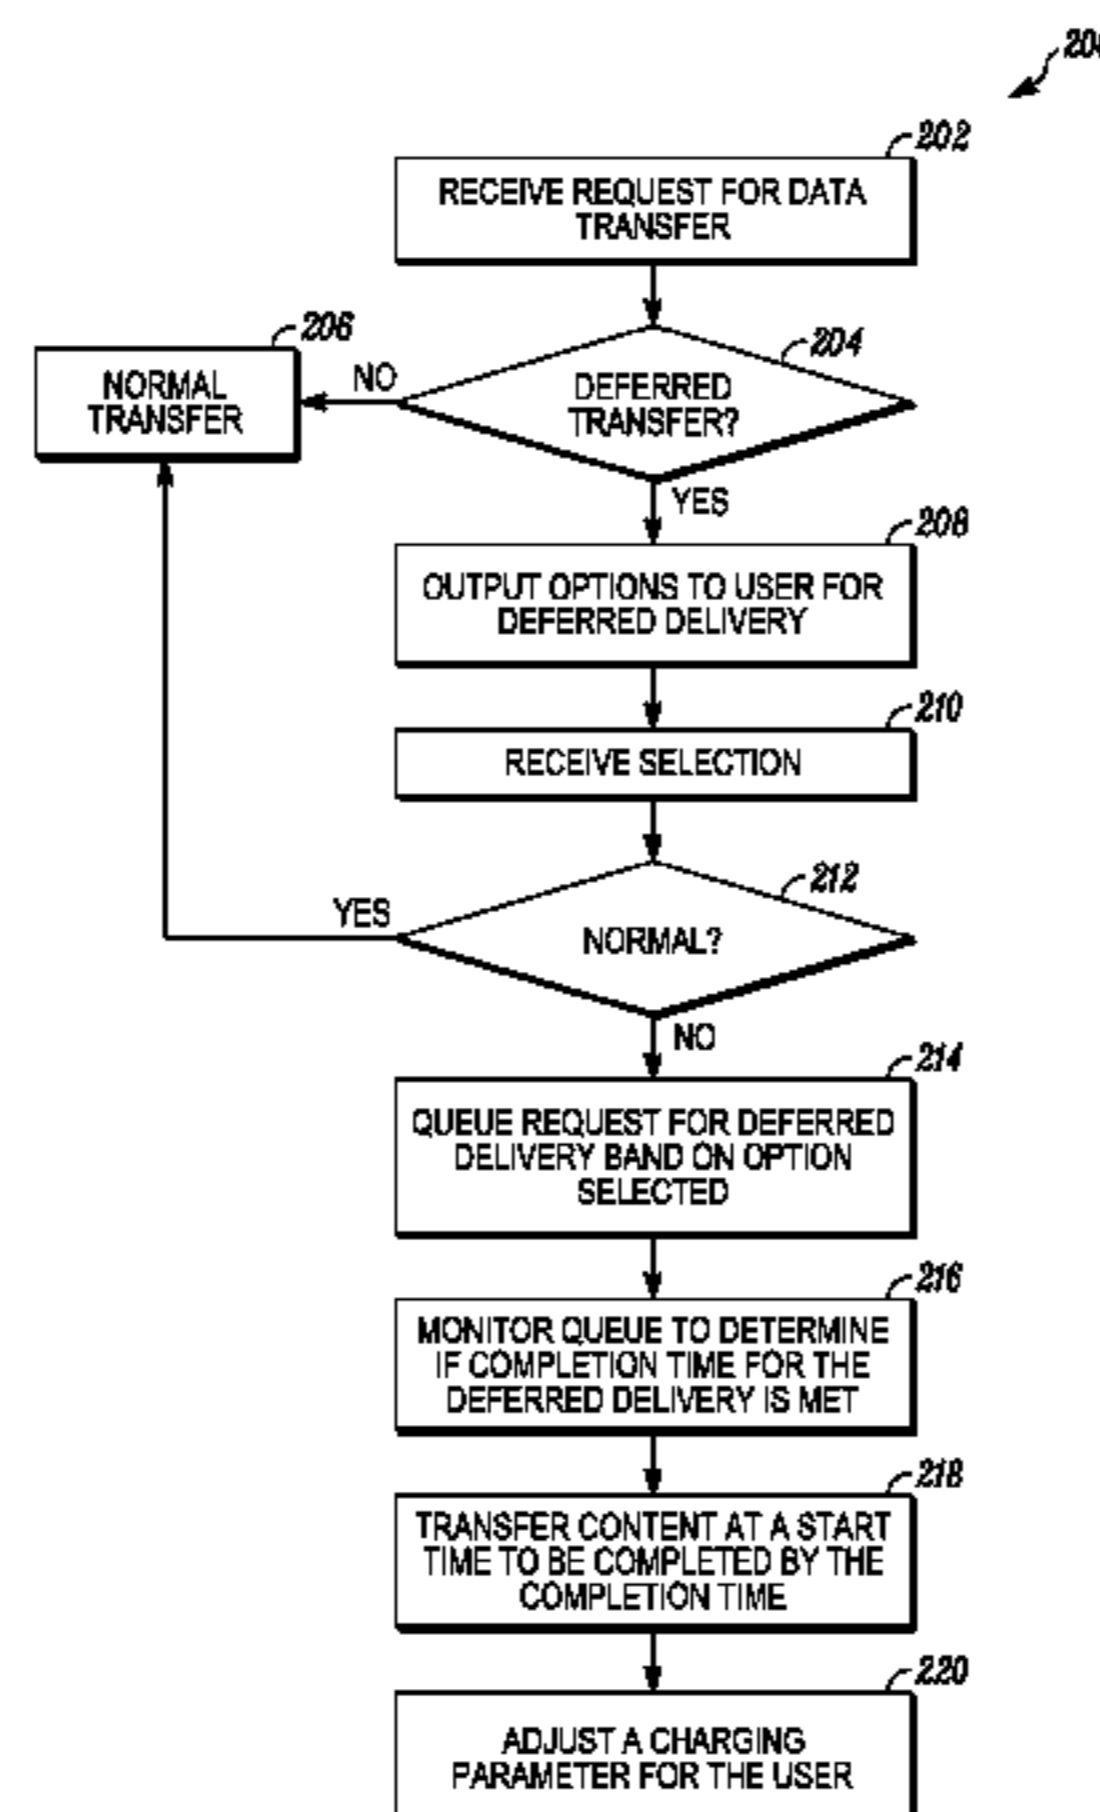 202
RECEIVE REQUEST FOR DATA
TRANSFER
206
NORMAL
TRANSFER
NO
204
DEFERRED
TRANSFER?
YES
208
OUTPUT OPTIONS TO USER FOR
DEFERRED DELIVERY
210
RECEIVE SELECTION
212
YES
NORMAL?
NO
214
QUEUE REQUEST FOR DEFERRED
DELIVERY BAND ON OPTION
SELECTED
216
MONITOR QUEUE TO DETERMINE
IF COMPLETION TIME FOR THE
DEFERRED DELIVERY IS MET
218
TRANSFER CONTENT AT A START
TIME TO BE COMPLETED BY THE
COMPLETION TIME
220
ADJUST A CHARGING
PARAMETER FOR THE USER